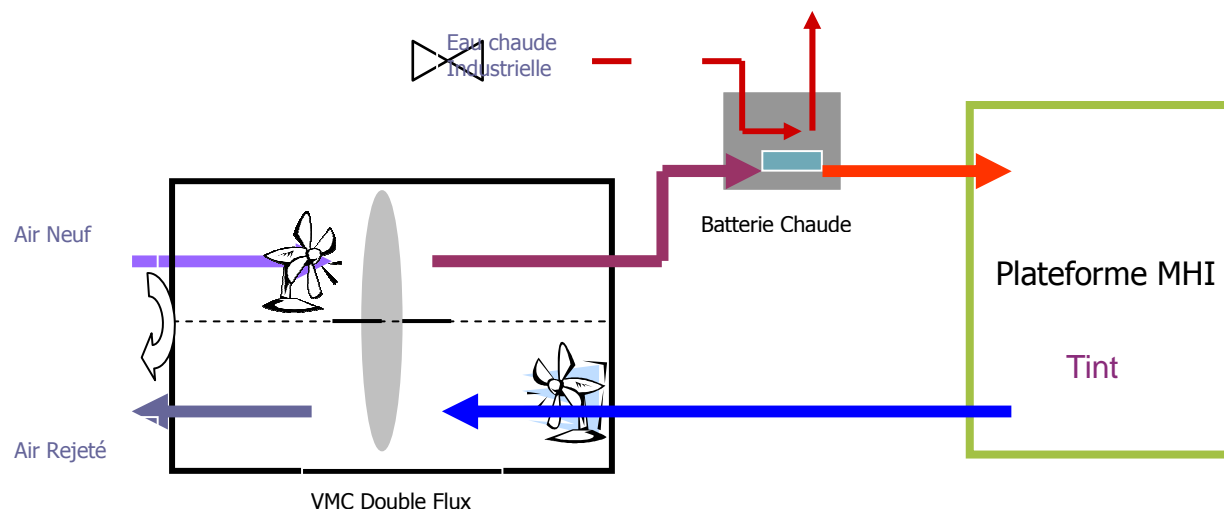 Eau chaude
Industrielle
Batterie Chaude
Air Neuf
Plateforme MHI
Tint
Air Rejeté
VMC Double Flux